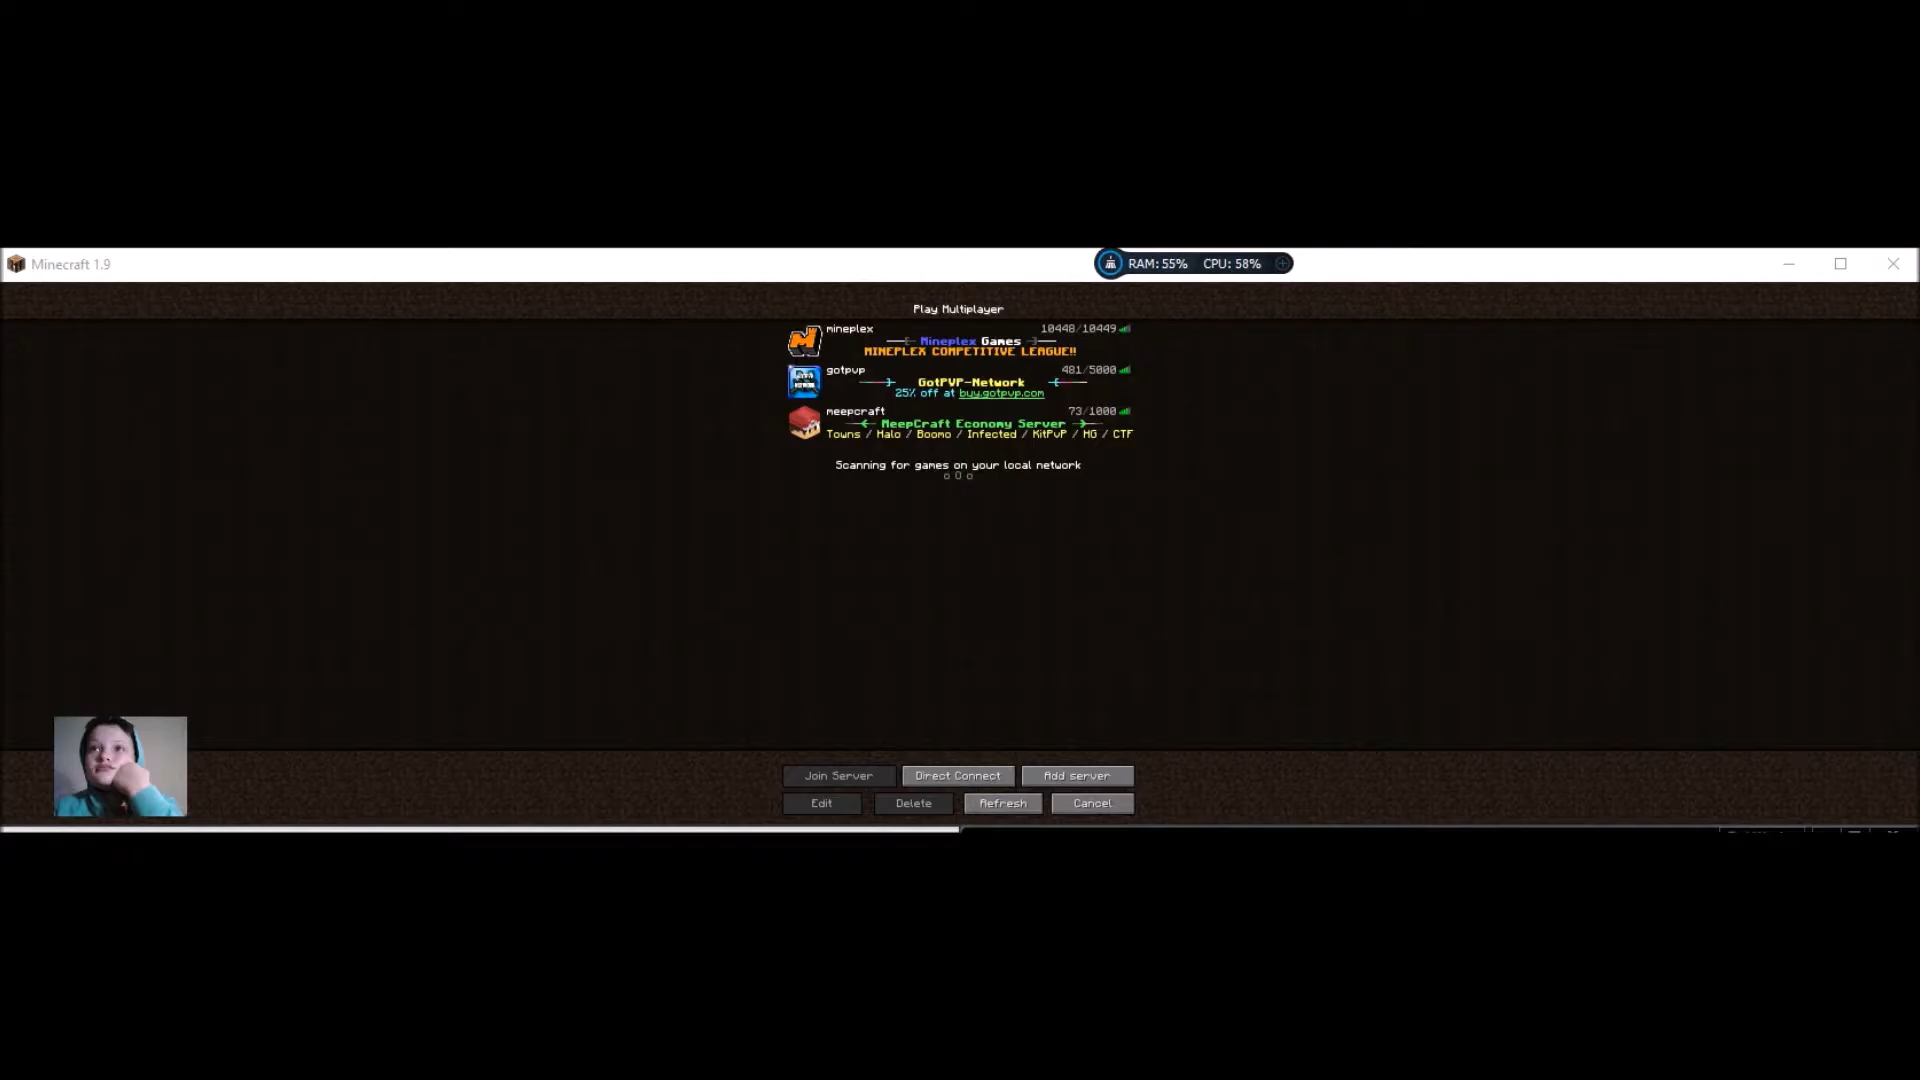 Minecraft 1.9
RAM: 55% CPU: 58%
Play Multiplayer
mineplex 10448/10449
Mineplex Games
MINEPLEX COMPETITIVE LEAGUE!!
gotpvp 481/5000
GotPVP-Network
25% off at buy.gotpvp.com
meepcraft 73/1000
MeepCraft Economy Server
Towns / Halo / Boomo / Infected / KitPvP / HG / CTF
Scanning for games on your local network
o O o
Join Server Direct Connect Add server
Edit Delete Refresh Cancel